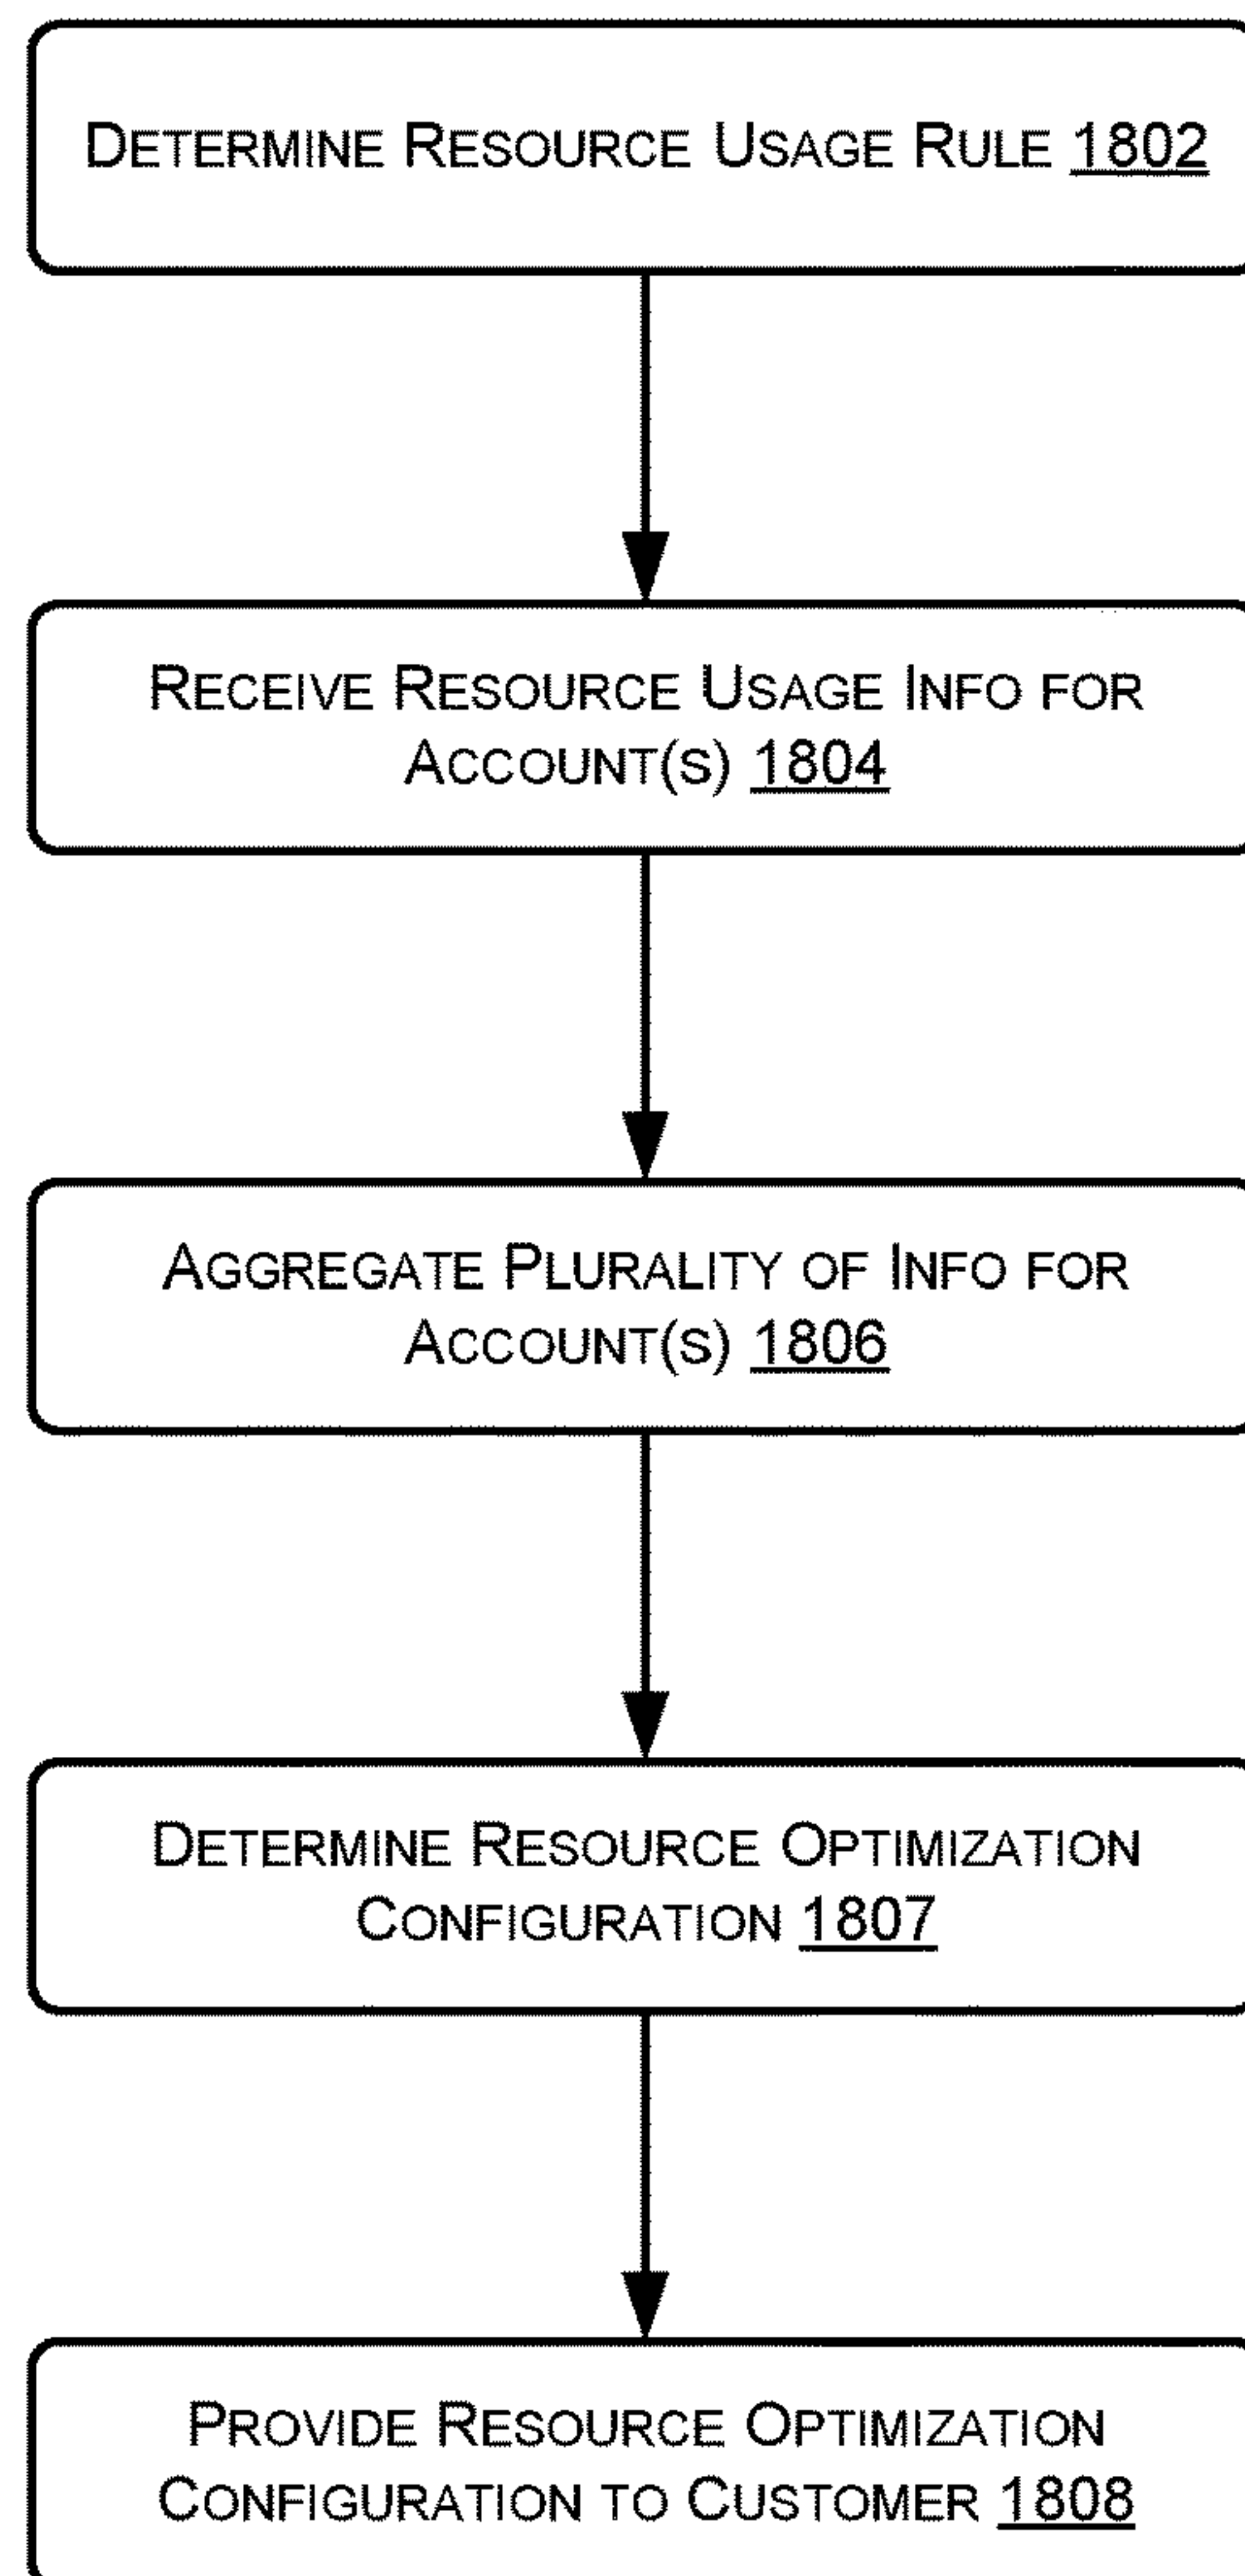 DETERMINE RESOURCE USAGE RULE 1802
RECEIVE RESOURCE USAGE INFO FOR
ACCOUNT(S) 1804
AGGREGATE PLURALITY OF INFO FOR
ACCOUNT(S) 1806
DETERMINE RESOURCE OPTIMIZATION
CONFIGURATION 1807
PROVIDE RESOURCE OPTIMIZATION
CONFIGURATION TO CUSTOMER 1808